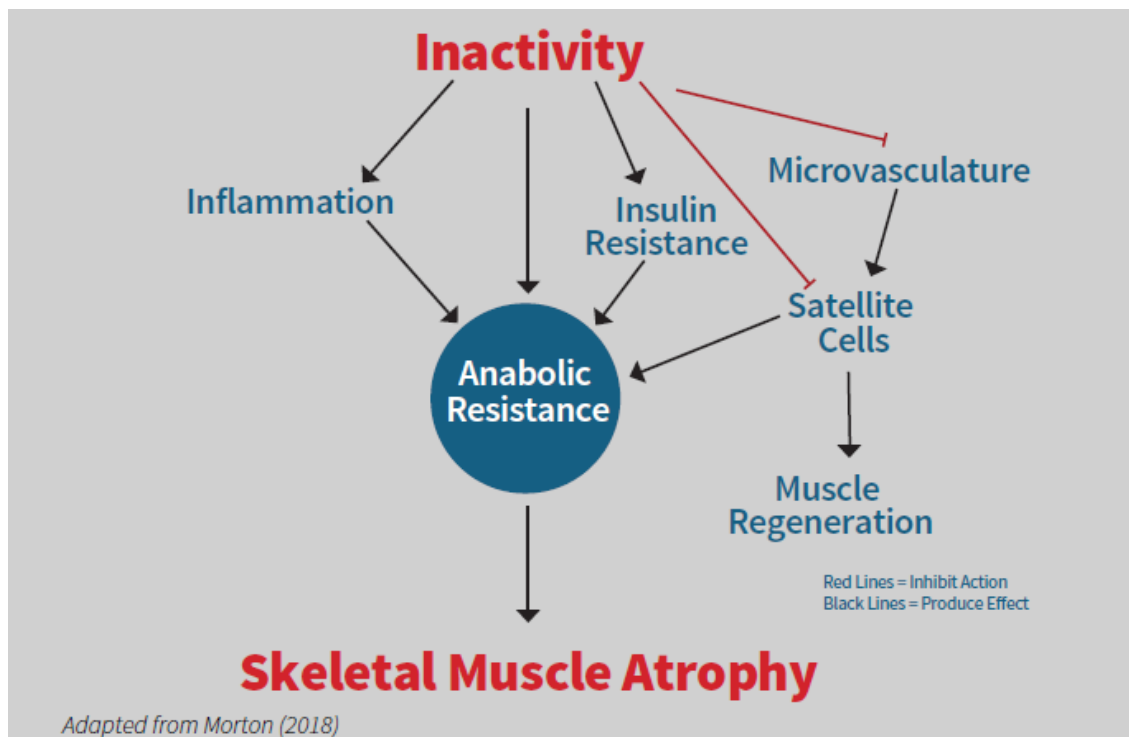 Inactivity
Microvasculature
Inflammation
Insulin
Resistance
Satellite
Cells
Anabolic
Resistance
Muscle
Regeneration
Red Lines = Inhibit Action
Black Lines = Produce Effect
Skeletal Muscle Atrophy
Adapted from Morton (2018)